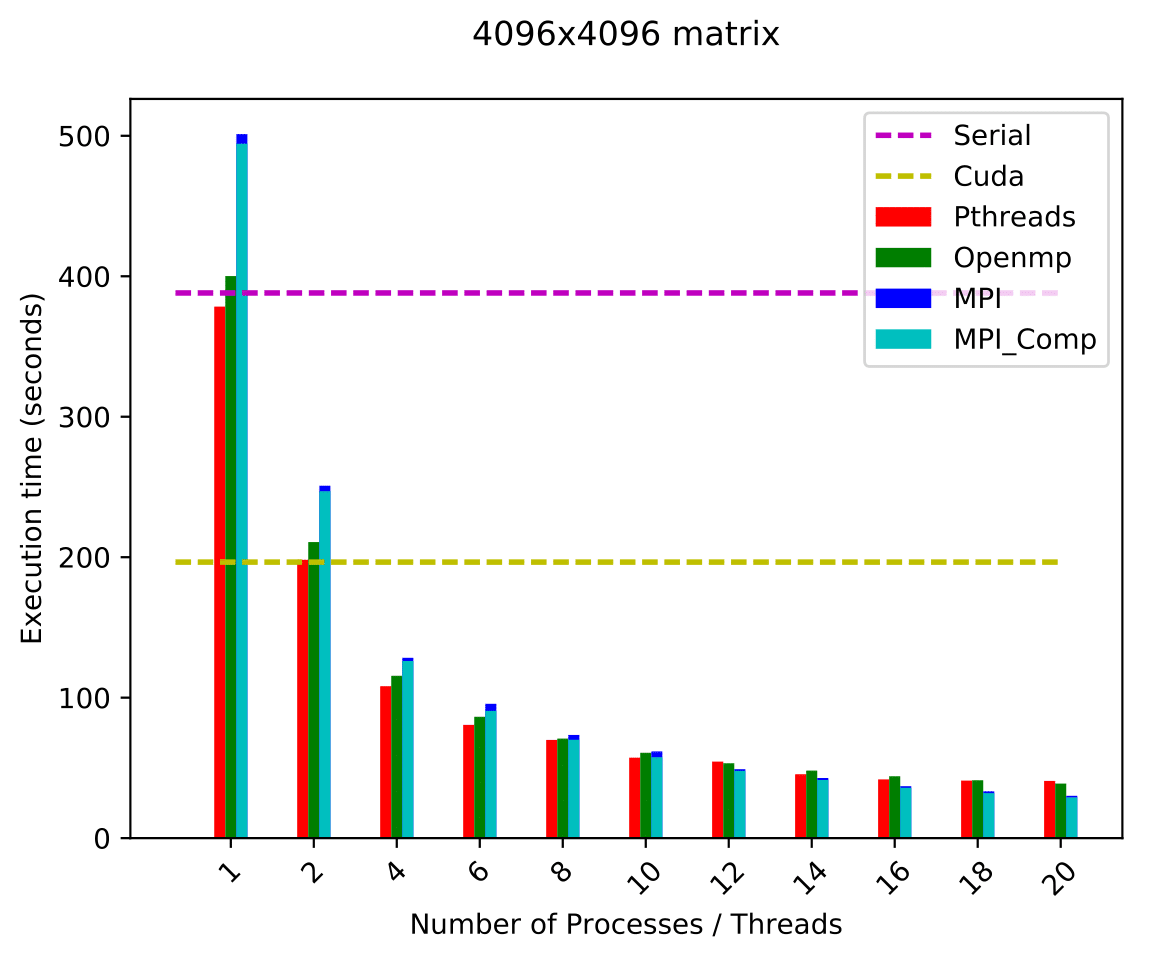 4096x4096 matrix
Execution time (seconds)
500
400
300
200
100
0
Serial
Cuda
Pthreads
Openmp
MPI
MPI_Comp
1 2 4 6 8 10 12 14 16 18 20
Number of Processes / Threads